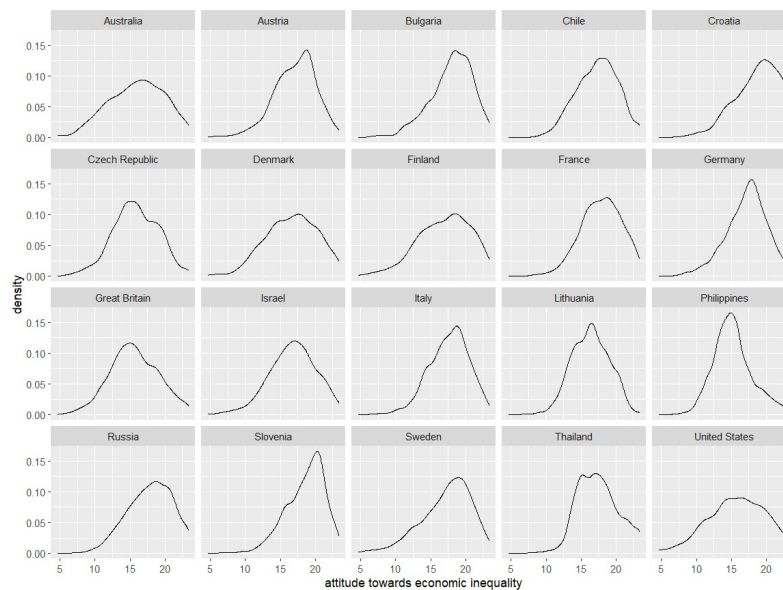 Australia Austria Bulgaria Chile Croatia
0.15
0.10
0.05
0.00
Czech Republic Denmark Finland France Germany
0.15
0.10
0.05
0.00
density
Great Britain Israel Italy Lithuania Philippines
0.15
0.10
0.05
0.00
Russia Slovenia Sweden Thailand United States
0.15
0.10
0.05
0.00
5 10 15 20 5 10 15 20 5 10 15 20 5 10 15 20 5 10 15 20
attitude towards economic inequality